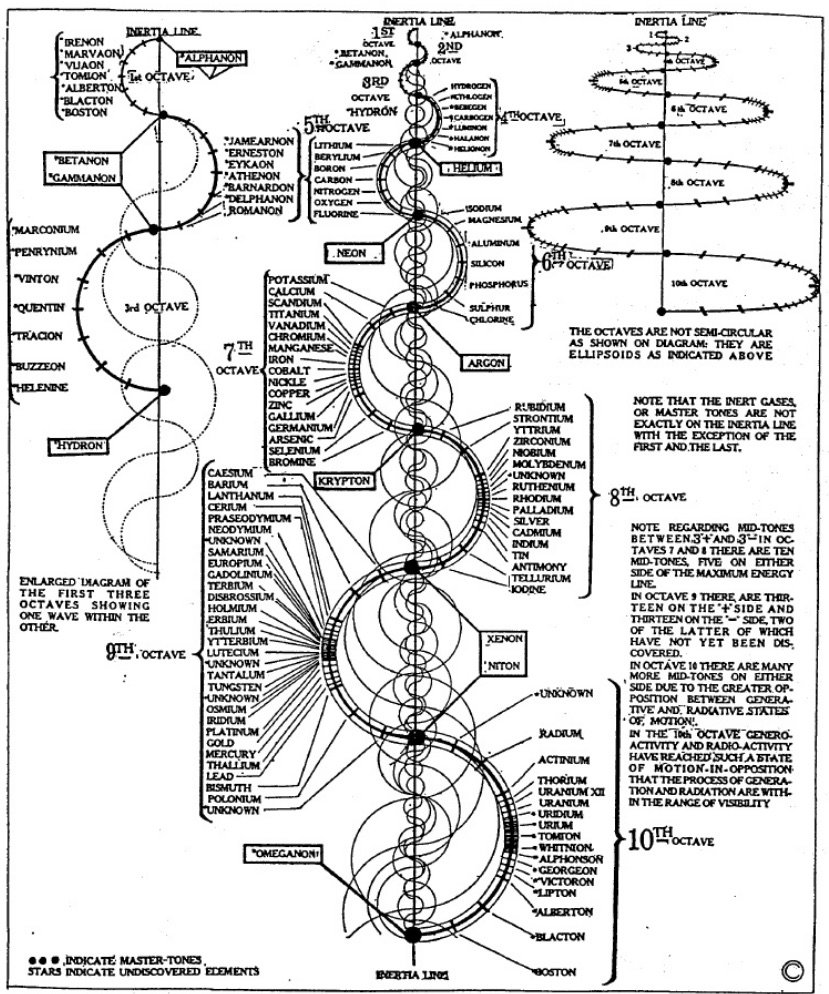 INERTIA LINE
*IRENON
*MARVAON
*VIJAON
*TOMION
*ALBERTON
*BLACTON
*BOSTON
*ALPHANON
1st OCTAVE
*BETANON
*GAMMANON
*JAMEARNON
*ERNESTON
*EYKAON
*ATHENON
*BARNARDON
*DELPHANON
ROMANON
*MARCONIUM
*PENRYNIUM
*VINTON
*QUENTIN
*TRACION
*BUZZEON
*HELENINE
3rd OCTAVE
*HYDRON
ENLARGED DIAGRAM OF
THE FIRST THREE
OCTAVES SHOWING
ONE WAVE WITHIN THE
OTHER.
INERTIA LINE
1ST
OCTAVE
*ALPHANON
*BETANON
GAMMANON
2ND
OCTAVE
3RD
OCTAVE
*HYDRON
HYDROGEN
*ETHLOGEN
*BEBEGEN
*CARBOGEN
*LUMINON
*HALANON
*HELIONON
4TH OCTAVE
HELIUM
5TH
OCTAVE
LITHIUM
BERYLIUM
BORON
CARBON
NITROGEN
OXYGEN
FLUORINE
NEON
SODIUM
MAGNESIUM
ALUMINUM
SILICON
PHOSPHORUS
SULPHUR
CHLORINE
6TH OCTAVE
ARGON
7TH
OCTAVE
POTASSIUM
CALCIUM
SCANDIUM
TITANIUM
VANADIUM
CHROMIUM
MANGANESE
IRON
COBALT
NICKLE
COPPER
ZINC
GALLIUM
GERMANIUM
ARSENIC
SELENIUM
BROMINE
KRYPTON
RUBIDIUM
STRONTIUM
YTTRIUM
ZIRCONIUM
NIOBIUM
MOLYBDENUM
*UNKNOWN
RUTHENIUM
RHODIUM
PALLADIUM
SILVER
CADMIUM
INDIUM
TIN
ANTIMONY
TELLURIUM
IODINE
8TH OCTAVE
XENON
9TH OCTAVE
CAESIUM
BARIUM
LANTHANUM
CERIUM
PRASEODYMIUM
NEODYMIUM
*UNKNOWN
SAMARIUM
EUROPIUM
GADOLINIUM
TERBIUM
DISBROSSIUM
HOLMIUM
ERBIUM
THULIUM
YTTERBIUM
LUTECIUM
*UNKNOWN
TANTALUM
TUNGSTEN
*UNKNOWN
OSMIUM
IRIDIUM
PLATINUM
GOLD
MERCURY
THALLIUM
LEAD
BISMUTH
POLONIUM
*UNKNOWN
NITON
*UNKNOWN
RADIUM
ACTINIUM
THORIUM
URANIUM XII
URANIUM
*URIDIUM
*URIUM
*TOMION
*WHITNION
*ALPHONSON
*GEORGEON
*VICTORON
*LIPTON
*ALBERTON
*BLACKTON
*BOSTON
10TH OCTAVE
*OMEGANON
INERTIA LINE
●●● INDICATE MASTER-TONES
STARS INDICATE UNDISCOVERED ELEMENTS
INERTIA LINE
1
2
3
4th OCTAVE
5th OCTAVE
6th OCTAVE
7th OCTAVE
8th OCTAVE
9th OCTAVE
10th OCTAVE
THE OCTAVES ARE NOT SEMI-CIRCULAR
AS SHOWN ON DIAGRAM: THEY ARE
ELLIPSOIDS AS INDICATED ABOVE
NOTE THAT THE INERT GASES,
OR MASTER TONES ARE NOT
EXACTLY ON THE INERTIA LINE
WITH THE EXCEPTION OF THE
FIRST AND THE LAST.
NOTE REGARDING MID-TONES
BETWEEN 3+ AND 3- IN OC-
TAVES 7 AND 8 THERE ARE TEN
MID-TONES, FIVE ON EITHER
SIDE OF THE MAXIMUM ENERGY
LINE.
IN OCTAVE 9 THERE ARE THIR-
TEEN ON THE "+" SIDE AND
THIRTEEN ON THE "-" SIDE, TWO
OF THE LATTER OF WHICH
HAVE NOT YET BEEN DIS-
COVERED.
IN OCTAVE 10 THERE ARE MANY
MORE MID-TONES ON EITHER
SIDE DUE TO THE GREATER OP-
POSITION BETWEEN GENERA-
TIVE AND RADIATIVE STATES
OF MOTION.
IN THE 10th OCTAVE GENERO-
ACTIVITY AND RADIO-ACTIVITY
HAVE REACHED SUCH A STATE
OF MOTION-IN-OPPOSITION
THAT THE PROCESS OF GENERA-
TION AND RADIATION ARE WITH-
IN THE RANGE OF VISIBILITY
©